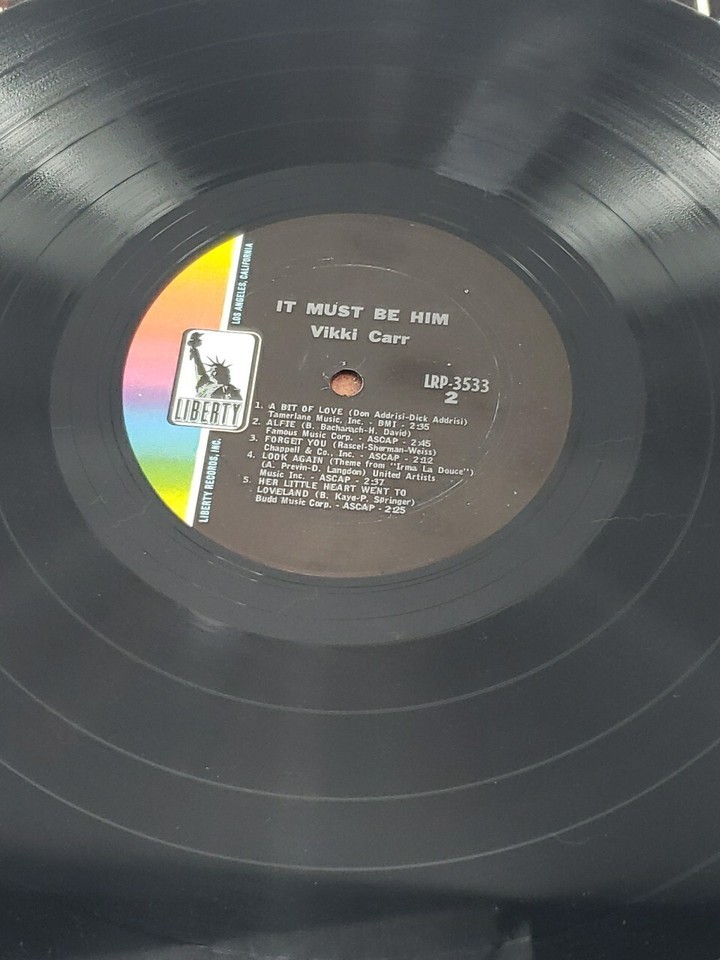 IT MUST BE HIM
Vikki Carr
LRP-3533
2
1. A BIT OF LOVE (Don Addrisi-Dick Addrisi)
Tamerlane Music, Inc. - BMI - 2:35
2. ALFIE (B. Bacharach-H. David)
Famous Music Corp. - ASCAP - 2:45
3. FORGET YOU (Rascel-Sherman-Weiss)
Chappell & Co., Inc. - ASCAP - 2:12
4. LOOK AGAIN (Theme from "Irma La Douce")
(A. Previn-D. Langdon) United Artists
Music Inc. - ASCAP - 2:37
5. HER LITTLE HEART WENT TO
LOVELAND (B. Kaye-P. Springer)
Budd Music Corp. - ASCAP - 2:25
LIBERTY
LIBERTY RECORDS, INC.
LOS ANGELES, CALIFORNIA